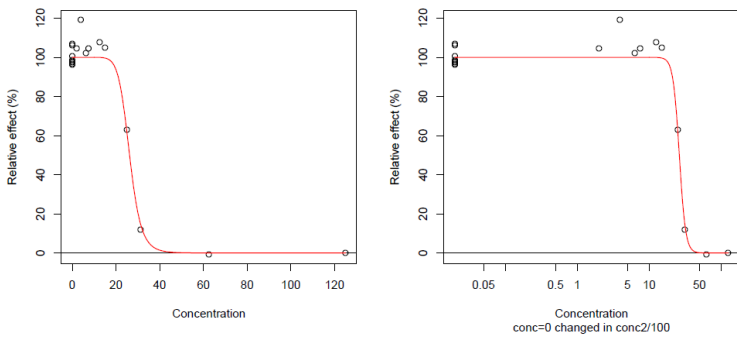 Relative effect (%)
0 20 40 60 80 100 120
0 20 40 60 80 100 120
Concentration
Relative effect (%)
0 20 40 60 80 100 120
0.05 0.5 1 5 10 50
Concentration
conc=0 changed in conc2/100